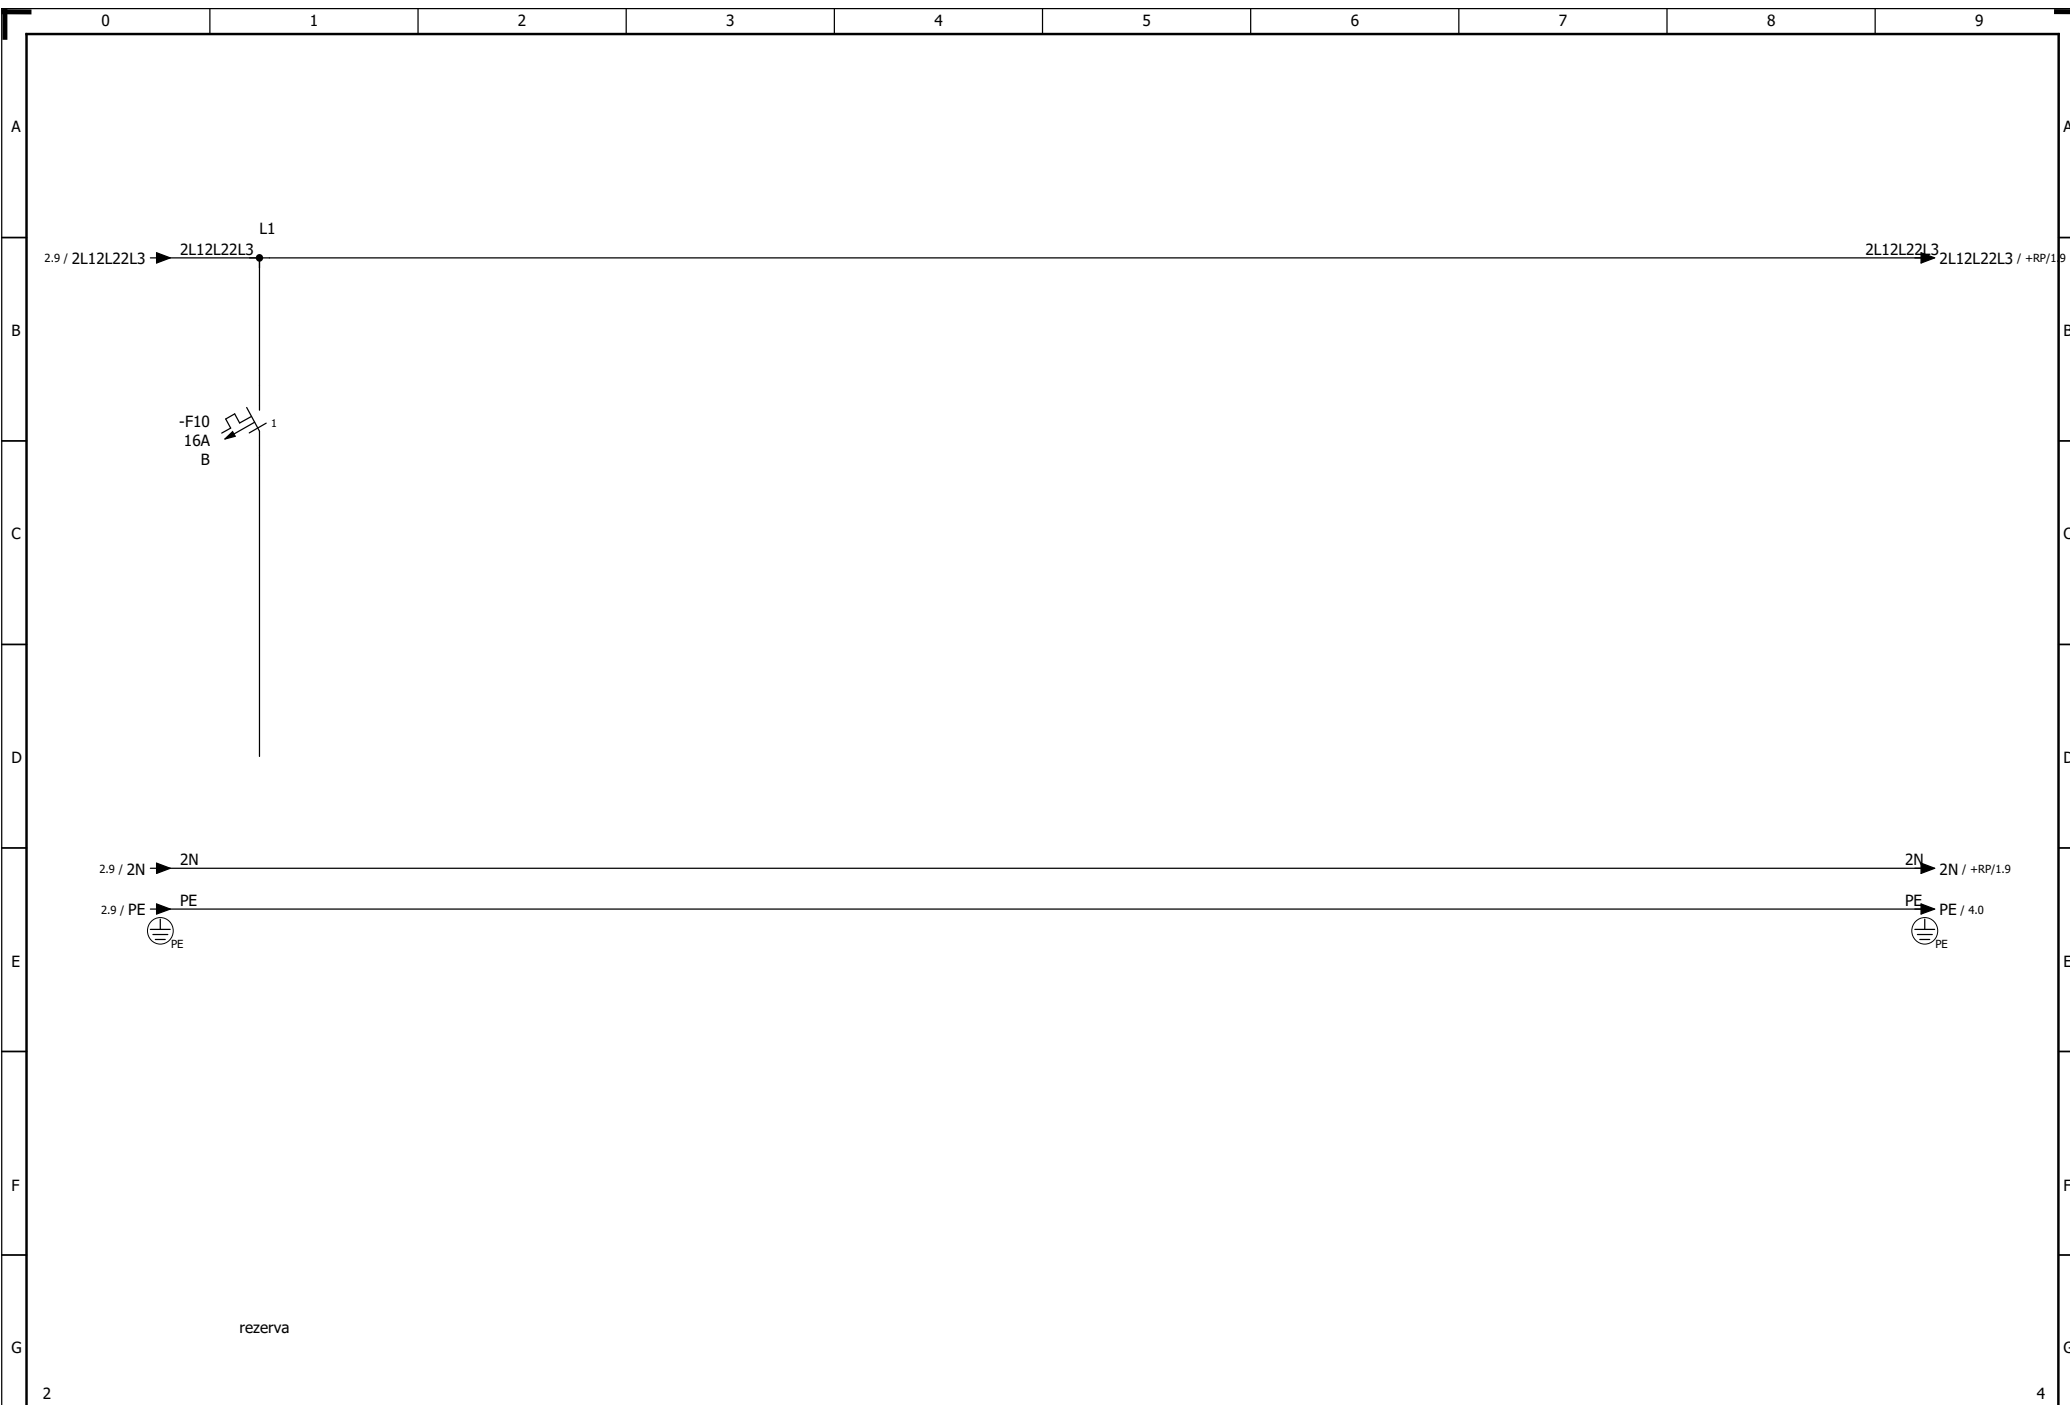 0 1 2 3 4 5 6 7 8 9
A A
L1
2.9 / 2L12L22L3 2L12L22L3 2L12L22L3 2L12L22L3 / +RP/1.9
B B
-F10 1
16A
B
C C
D D
2.9 / 2N 2N 2N 2N / +RP/1.9
2.9 / PE PE PE PE / 4.0
PE PE
E E
F F
rezerva
G G
2 4